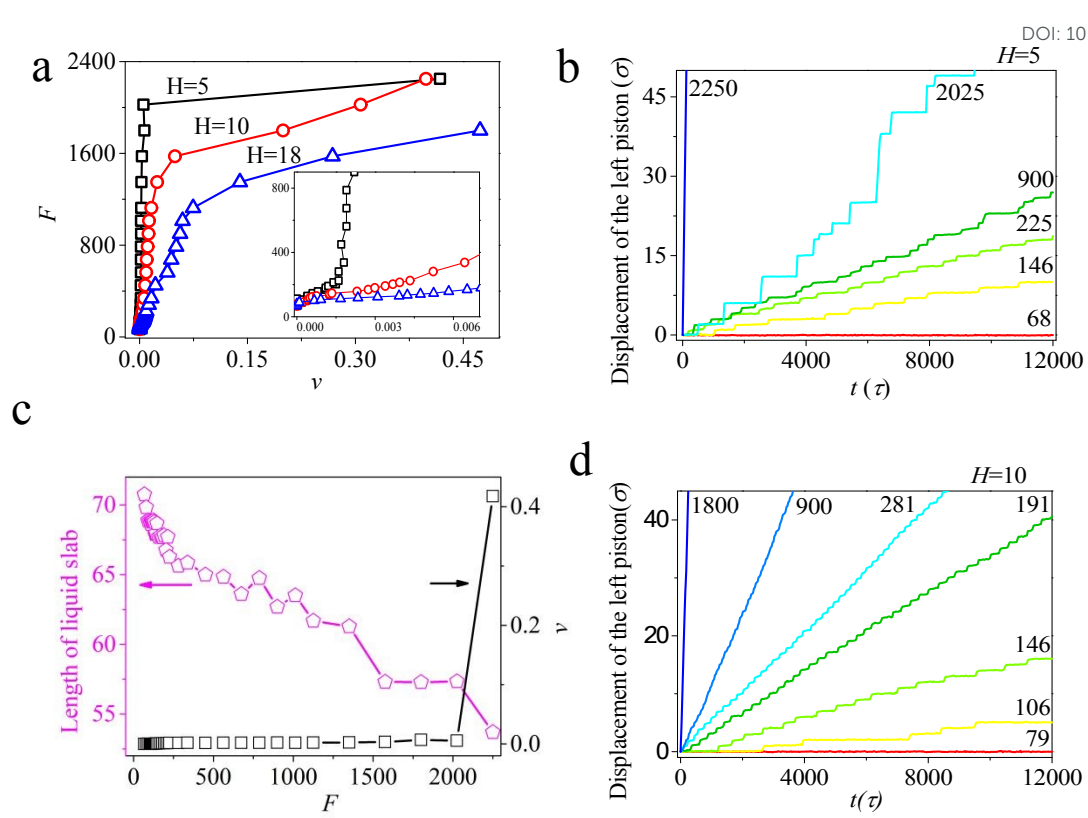 DOI: 10
a
2400
1600
800
0
F
H=5
H=10
H=18
800
400
0
0.000
0.003
0.006
0.00
0.15
0.30
0.45
v
b
H=5
Displacement of the left piston(σ)
45
30
15
0
2250
2025
900
225
146
68
0
4000
8000
12000
t (τ)
c
Length of liquid slab
70
65
60
55
0.4
0.2
0.0
v
0
500
1000
1500
2000
F
d
H=10
Displacement of the left piston(σ)
40
20
0
1800
900
281
191
146
106
79
0
4000
8000
12000
t(τ)